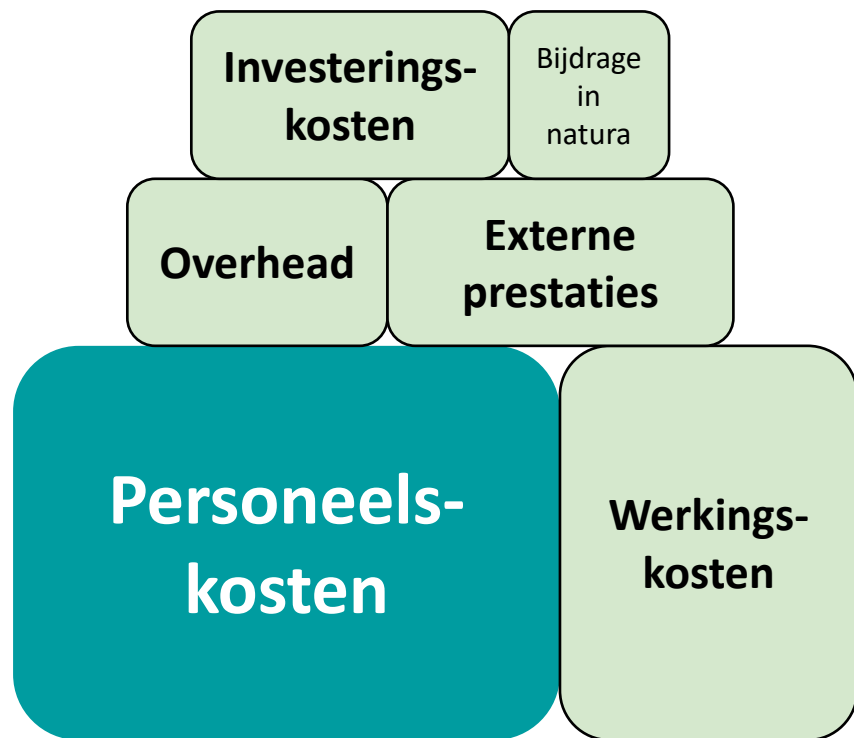 Investerings-
kosten
Bijdrage
in
natura
Overhead
Externe
prestaties
Personeels-
kosten
Werkings-
kosten